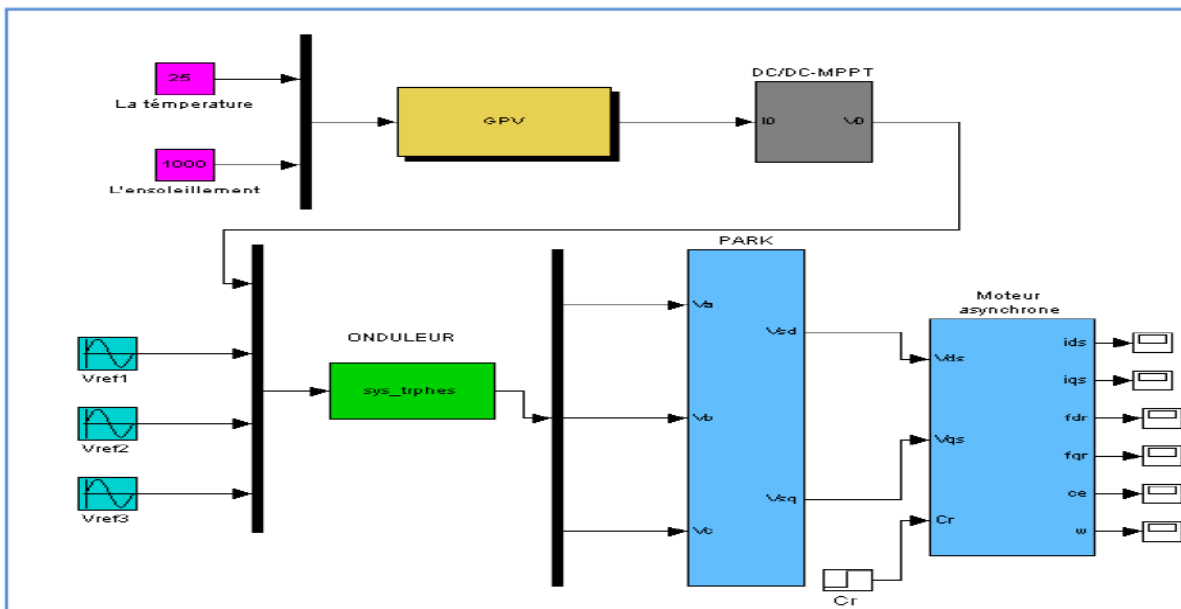 25
La témperature
1000
L'ensoleillement
GPV
DC/DC-MPPT
I0
V0
Vref1
Vref2
Vref3
ONDULEUR
sys_trphes
PARK
Va
Vb
Vc
Vsd
Vsq
Moteur
asynchrone
Vds
Vqs
Cr
ids
iqs
fdr
fqr
ce
w
Cr